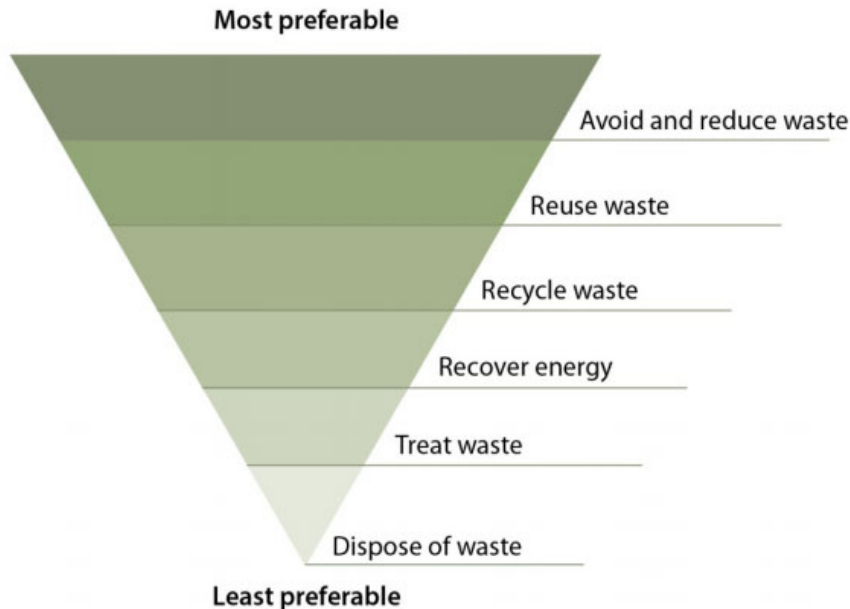 Most preferable
Avoid and reduce waste
Reuse waste
Recycle waste
Recover energy
Treat waste
Dispose of waste
Least preferable